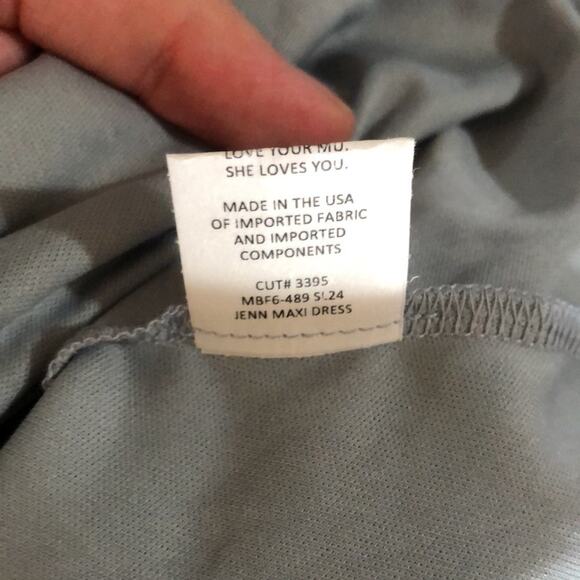 LOVE YOUR MU.
SHE LOVES YOU.
MADE IN THE USA
OF IMPORTED FABRIC
AND IMPORTED
COMPONENTS
CUT# 3395
MBF6-489 SL24
JENN MAXI DRESS